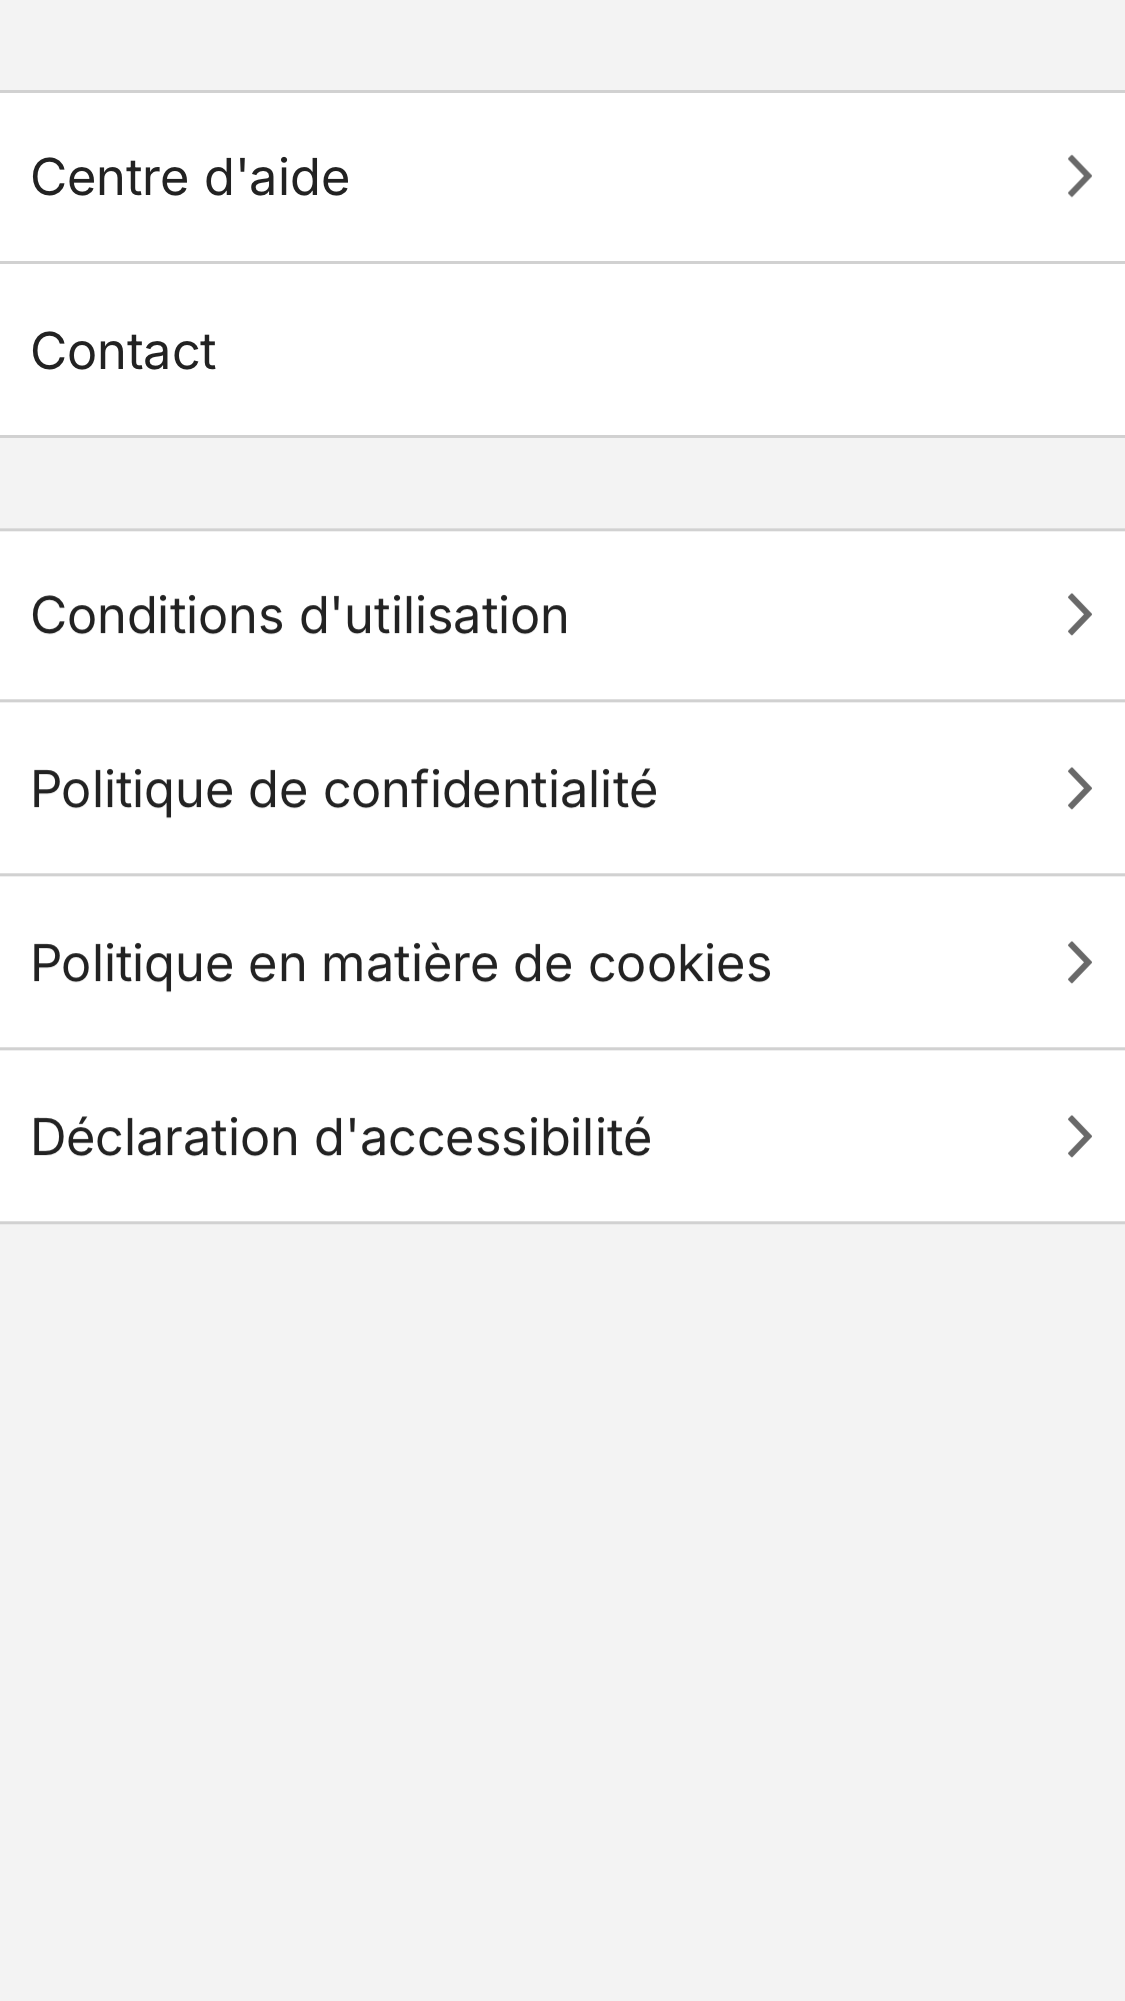 Centre d'aide
Contact
Conditions d'utilisation
Politique de confidentialité
Politique en matière de cookies
Déclaration d'accessibilité